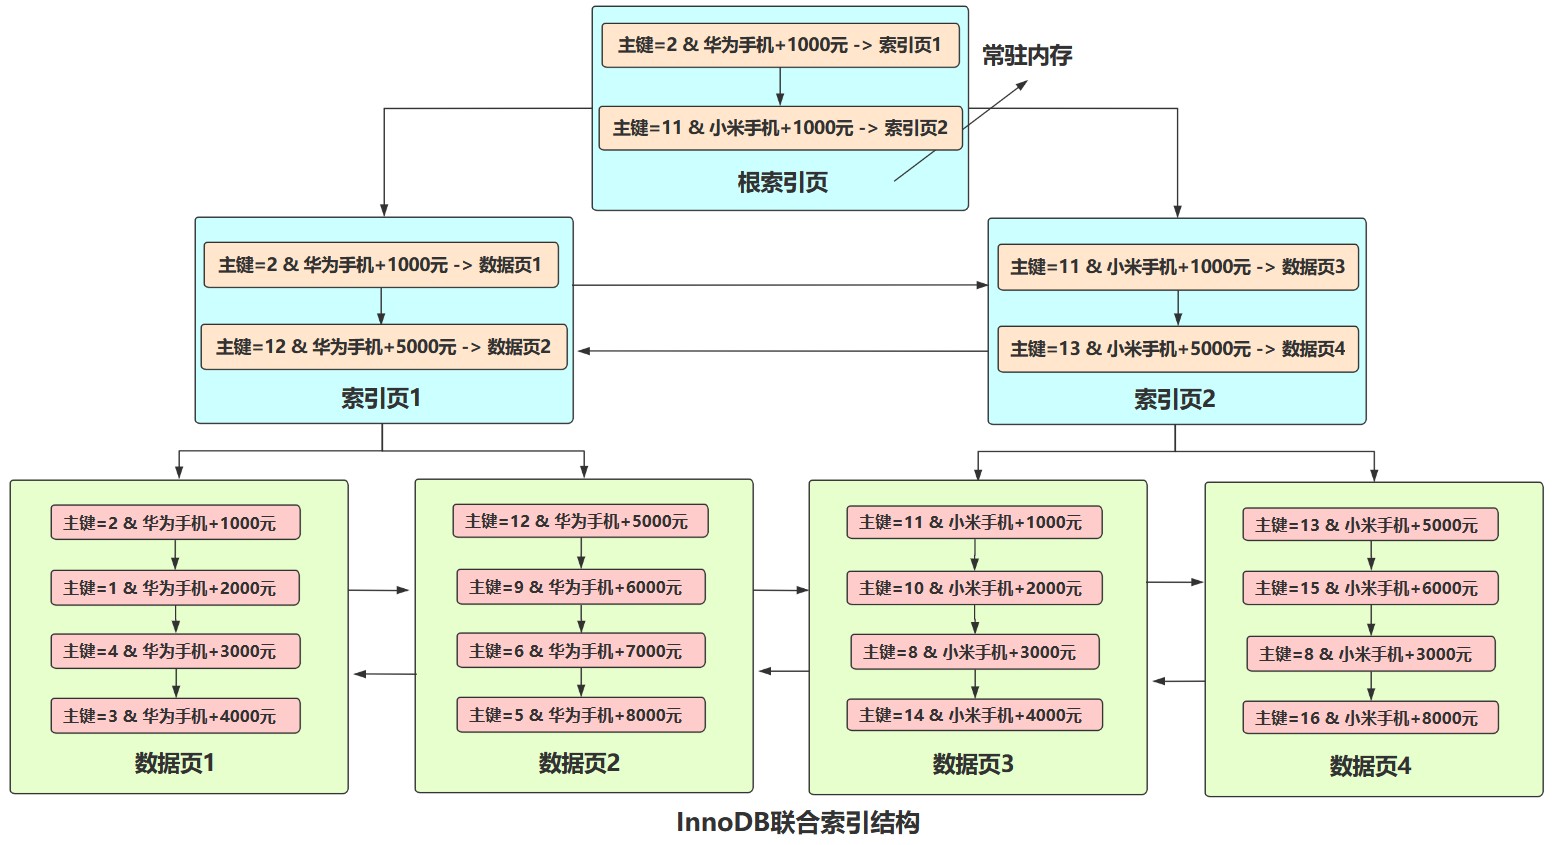 主键=2 & 华为手机+1000元 -> 索引页1
常驻内存
主键=11 & 小米手机+1000元 -> 索引页2
根索引页
主键=2 & 华为手机+1000元 -> 数据页1
主键=12 & 华为手机+5000元 -> 数据页2
索引页1
主键=11 & 小米手机+1000元 -> 数据页3
主键=13 & 小米手机+5000元 -> 数据页4
索引页2
主键=2 & 华为手机+1000元
主键=1 & 华为手机+2000元
主键=4 & 华为手机+3000元
主键=3 & 华为手机+4000元
数据页1
主键=12 & 华为手机+5000元
主键=9 & 华为手机+6000元
主键=6 & 华为手机+7000元
主键=5 & 华为手机+8000元
数据页2
主键=11 & 小米手机+1000元
主键=10 & 小米手机+2000元
主键=8 & 小米手机+3000元
主键=14 & 小米手机+4000元
数据页3
主键=13 & 小米手机+5000元
主键=15 & 小米手机+6000元
主键=8 & 小米手机+3000元
主键=16 & 小米手机+8000元
数据页4
InnoDB联合索引结构